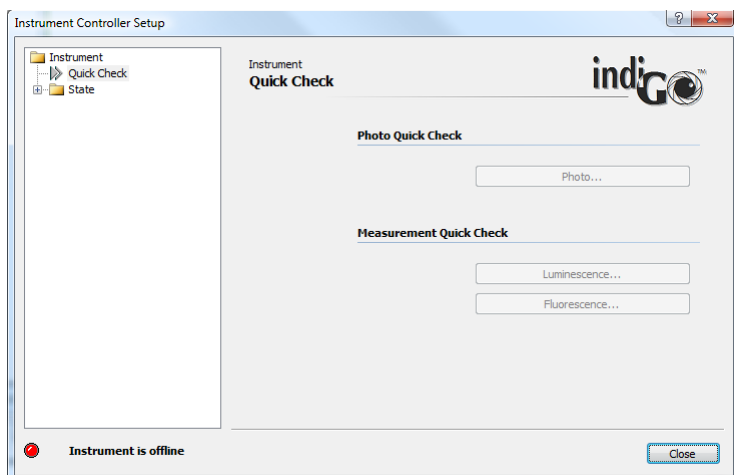 Instrument Controller Setup
Instrument
Quick Check
State
Instrument
Quick Check
indiGo™
Photo Quick Check
Photo...
Measurement Quick Check
Luminescence...
Fluorescence...
Instrument is offline
Close